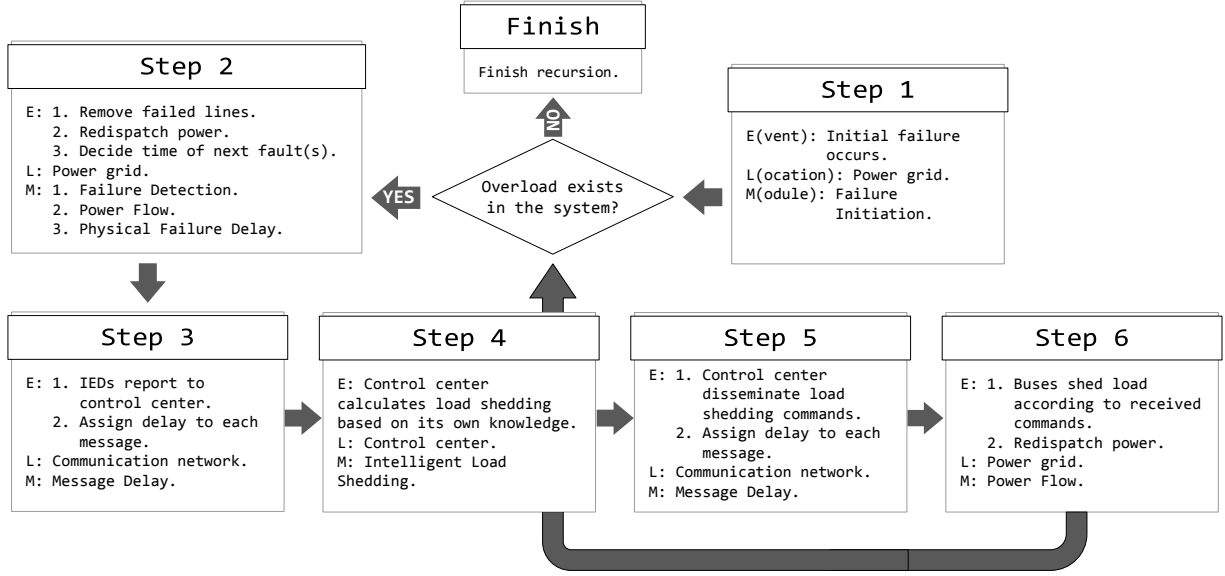 Finish
Finish recursion.
Step 2
E: 1. Remove failed lines.
2. Redispatch power.
3. Decide time of next fault(s).
L: Power grid.
M: 1. Failure Detection.
2. Power Flow.
3. Physical Failure Delay.
Step 1
E(vent): Initial failure
occurs.
L(ocation): Power grid.
M(odule): Failure
Initiation.
NO
Overload exists
in the system?
YES
Step 3
E: 1. IEDs report to
control center.
2. Assign delay to each
message.
L: Communication network.
M: Message Delay.
Step 4
E: Control center
calculates load shedding
based on its own knowledge.
L: Control center.
M: Intelligent Load
Shedding.
Step 5
E: 1. Control center
disseminate load
shedding commands.
2. Assign delay to each
message.
L: Communication network.
M: Message Delay.
Step 6
E: 1. Buses shed load
according to received
commands.
2. Redispatch power.
L: Power grid.
M: Power Flow.